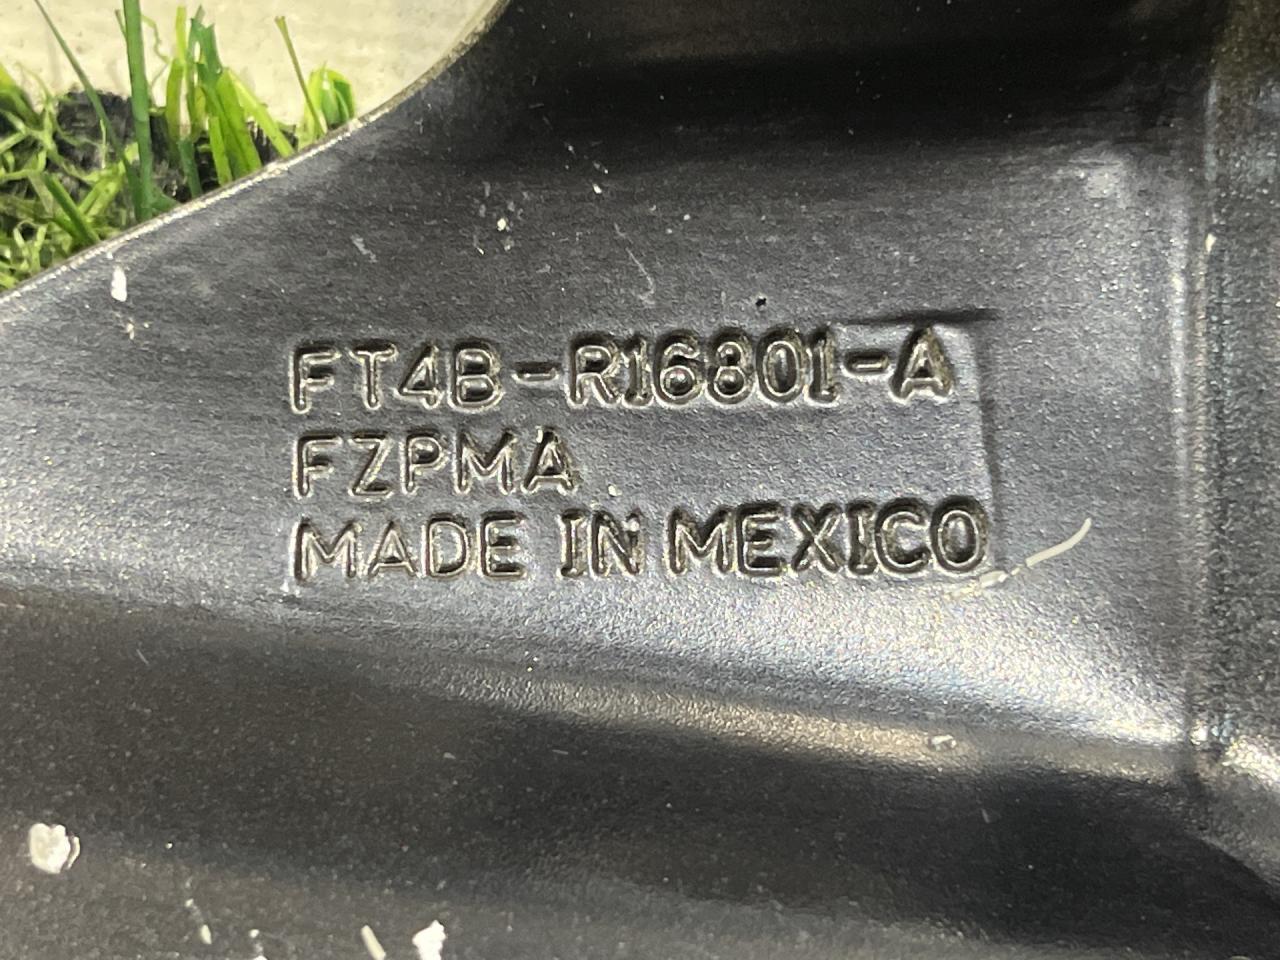 FT4B-R16801-A
FZPMA
MADE IN MEXICO